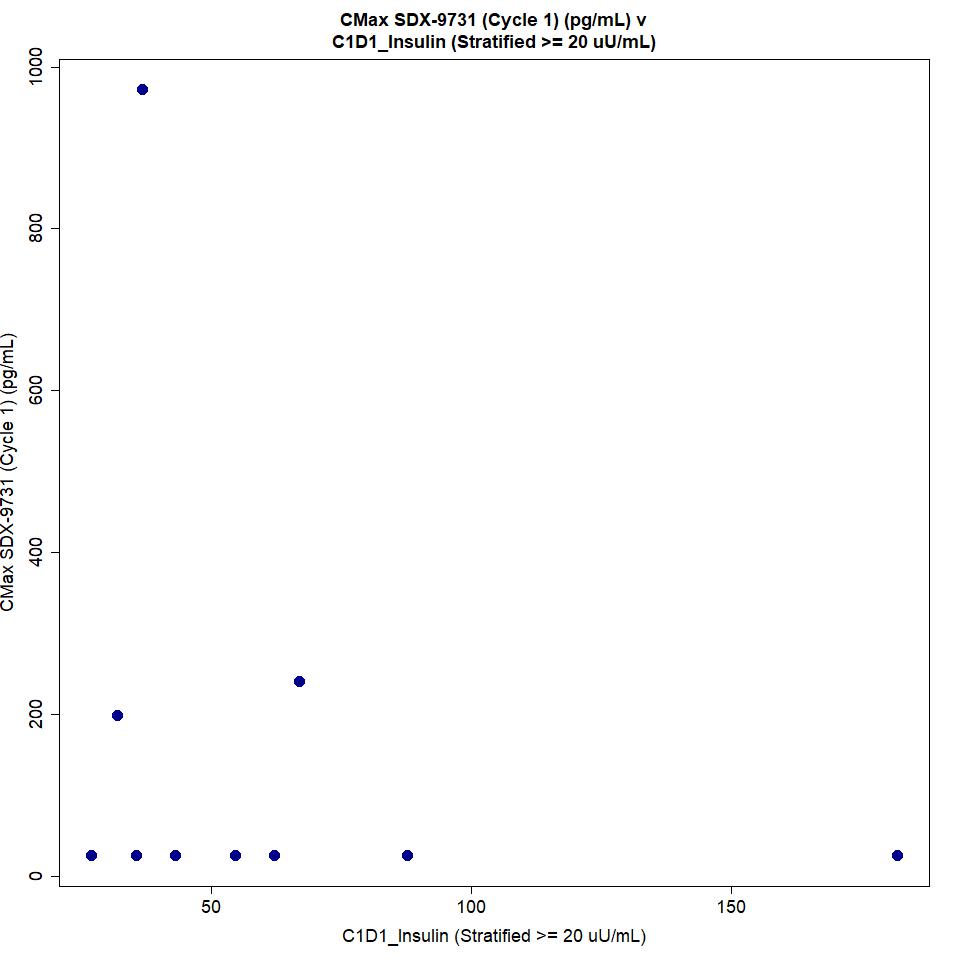 CMax SDX-9731 (Cycle 1) (pg/mL) v
C1D1_Insulin (Stratified >= 20 uU/mL)
1000
800
600
400
200
0
CMax SDX-9731 (Cycle 1) (pg/mL)
50
100
150
C1D1_Insulin (Stratified >= 20 uU/mL)